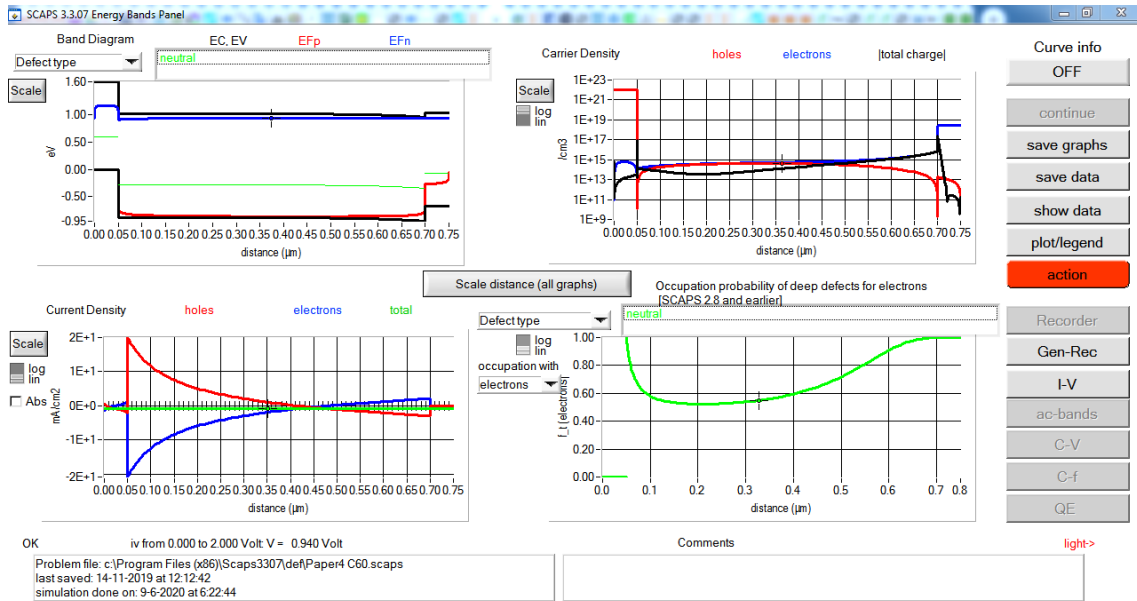 SCAPS 3.3.07 Energy Bands Panel
Band Diagram EC, EV EFp EFn
Defect type
neutral
Scale
1.60
1.00
0.50
0.00
-0.50
-0.95
eV
0.00 0.05 0.10 0.15 0.20 0.25 0.30 0.35 0.40 0.45 0.50 0.55 0.60 0.65 0.70 0.75
distance (µm)
Carrier Density holes electrons |total charge|
Scale
log
lin
1E+23
1E+21
1E+19
1E+17
1E+15
1E+13
1E+11
1E+9
/cm3
0.00 0.05 0.10 0.15 0.20 0.25 0.30 0.35 0.40 0.45 0.50 0.55 0.60 0.65 0.70 0.75
distance (µm)
Curve info
OFF
continue
save graphs
save data
show data
plot/legend
action
Recorder
Gen-Rec
I-V
ac-bands
C-V
C-f
QE
Scale distance (all graphs)
Current Density holes electrons total
Scale
log
lin
Abs
2E+1
1E+1
0E+0
-1E+1
-2E+1
mA/cm2
0.00 0.05 0.10 0.15 0.20 0.25 0.30 0.35 0.40 0.45 0.50 0.55 0.60 0.65 0.70 0.75
distance (µm)
Occupation probability of deep defects for electrons
[SCAPS 2.8 and earlier]
Defect type
neutral
log
lin
occupation with
electrons
1.00
0.80
0.60
0.40
0.20
0.00
f_t (electrons)
0.0 0.1 0.2 0.3 0.4 0.5 0.6 0.7 0.8
distance (µm)
OK iv from 0.000 to 2.000 Volt: V = 0.940 Volt
Comments
light->
Problem file: c:\Program Files (x86)\Scaps3307\def\Paper4 C60.scaps
last saved: 14-11-2019 at 12:12:42
simulation done on: 9-6-2020 at 6:22:44